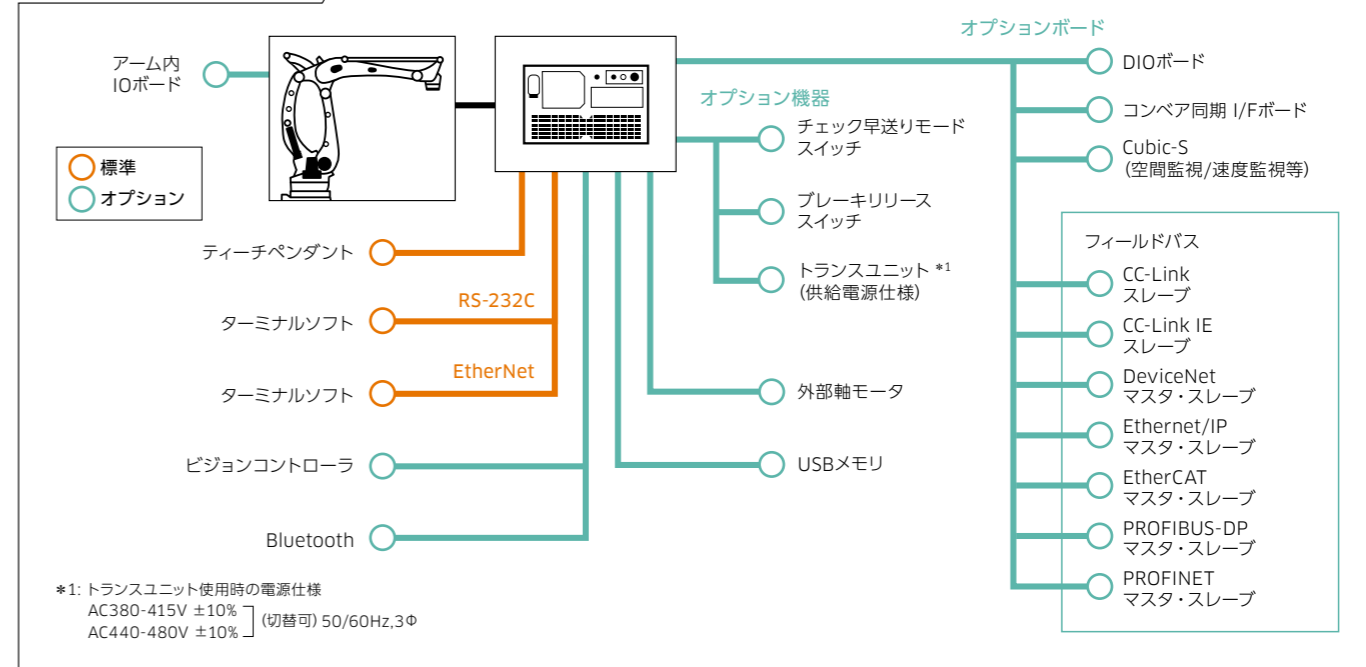 アーム内
IOボード
標準
オプション
ティーチペンダント
RS-232C
ターミナルソフト
EtherNet
ターミナルソフト
ビジョンコントローラ
Bluetooth
オプション機器
チェック早送りモード
スイッチ
ブレーキリリース
スイッチ
トランスユニット *1
(供給電源仕様)
外部軸モータ
USBメモリ
オプションボード
DIOボード
コンベア同期 I/Fボード
Cubic-S
(空間監視/速度監視等)
フィールドバス
CC-Link
スレーブ
CC-Link IE
スレーブ
DeviceNet
マスタ・スレーブ
Ethernet/IP
マスタ・スレーブ
EtherCAT
マスタ・スレーブ
PROFIBUS-DP
マスタ・スレーブ
PROFINET
マスタ・スレーブ
*1: トランスユニット使用時の電源仕様
AC380-415V ±10%
AC440-480V ±10%
(切替可) 50/60Hz,3Φ